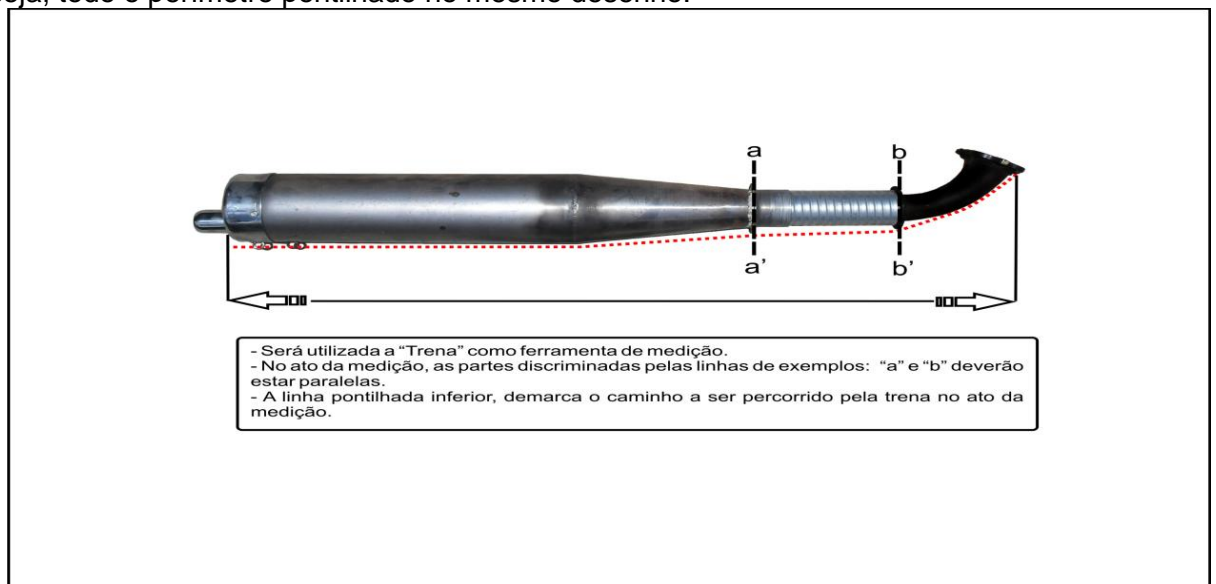 seja, todo o perímetro pontilhado no mesmo desenho.
a
b
a’
b’
- Será utilizada a “Trena” como ferramenta de medição.
- No ato da medição, as partes discriminadas pelas linhas de exemplos: “a” e “b” deverão
estar paralelas.
- A linha pontilhada inferior, demarca o caminho a ser percorrido pela trena no ato da
medição.